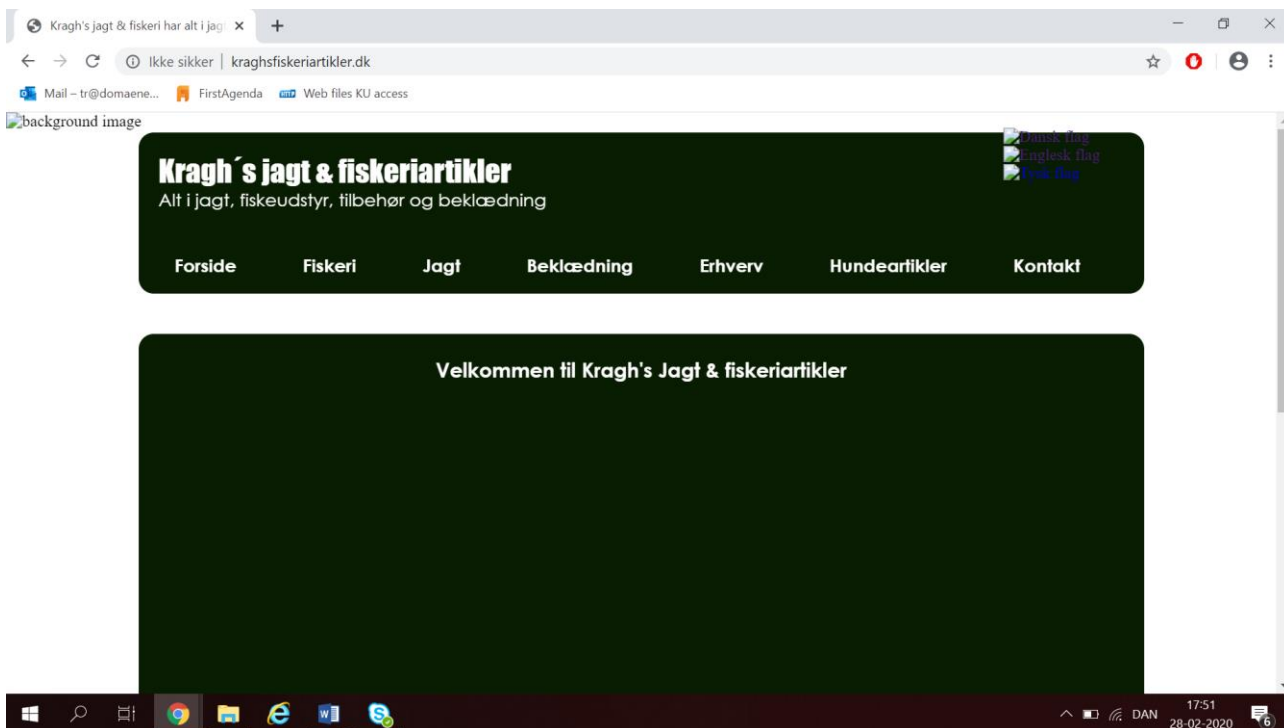 Kragh's jagt & fiskeri har alt i jagt
Ikke sikker | kraghsfiskeriartikler.dk
Mail – tr@domaene... FirstAgenda Web files KU access
background image
Dansk flag
Englesk flag
Tysk flag
Kragh´s jagt & fiskeriartikler
Alt i jagt, fiskeudstyr, tilbehør og beklædning
Forside Fiskeri Jagt Beklædning Erhverv Hundeartikler Kontakt
Velkommen til Kragh's Jagt & fiskeriartikler
DAN 17:51
28-02-2020 6